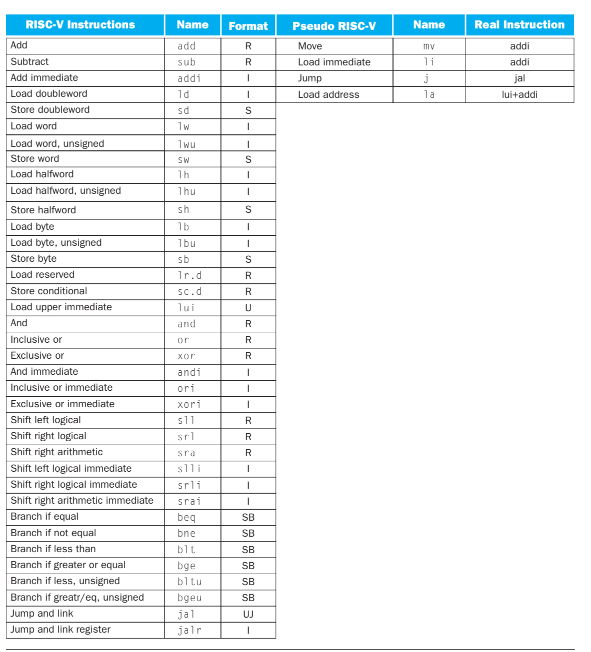 RISC-V Instructions Name Format Pseudo RISC-V Name Real Instruction
Add add R Move mv addi
Subtract sub R Load immediate li addi
Add immediate addi I Jump j jal
Load doubleword ld I Load address la lui+addi
Store doubleword sd S
Load word lw I
Load word, unsigned lwu I
Store word sw S
Load halfword lh I
Load halfword, unsigned lhu I
Store halfword sh S
Load byte lb I
Load byte, unsigned lbu I
Store byte sb S
Load reserved lr.d R
Store conditional sc.d R
Load upper immediate lui U
And and R
Inclusive or or R
Exclusive or xor R
And immediate andi I
Inclusive or immediate ori I
Exclusive or immediate xori I
Shift left logical sll R
Shift right logical srl R
Shift right arithmetic sra R
Shift left logical immediate slli I
Shift right logical immediate srli I
Shift right arithmetic immediate srai I
Branch if equal beq SB
Branch if not equal bne SB
Branch if less than blt SB
Branch if greater or equal bge SB
Branch if less, unsigned bltu SB
Branch if greatr/eq, unsigned bgeu SB
Jump and link jal UJ
Jump and link register jalr I